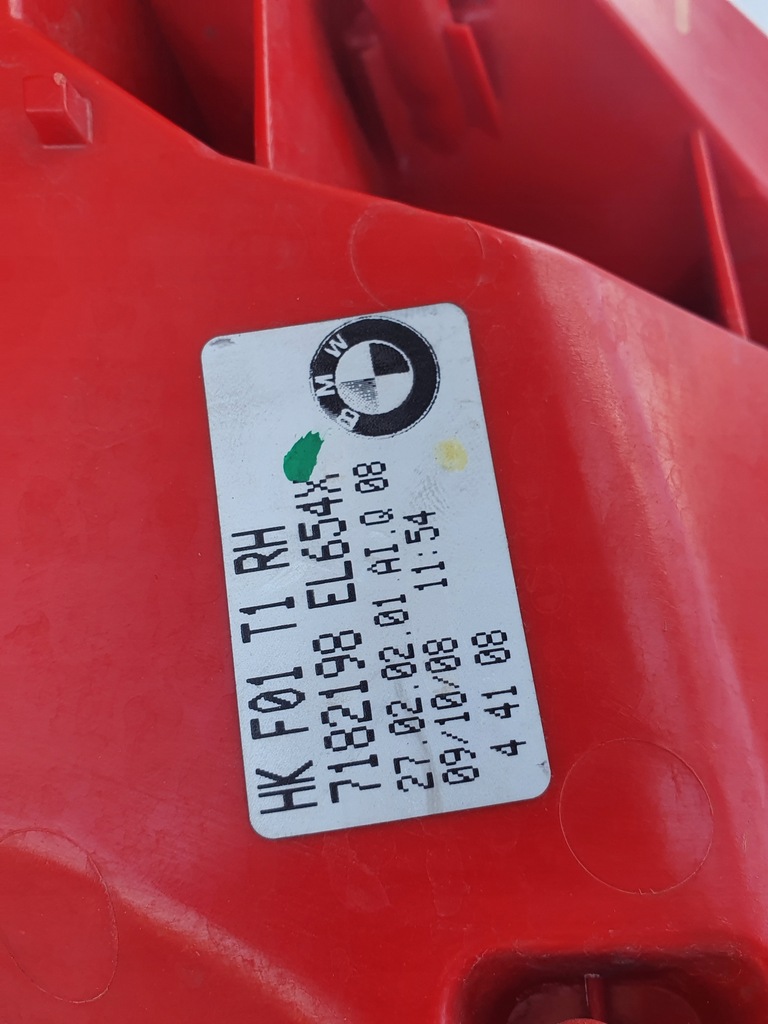 BMW
HK F01 T1 RH
7182198 EL654X
27.02.02.01 AI.Q 08
09/10/08 11:54
4 41 08